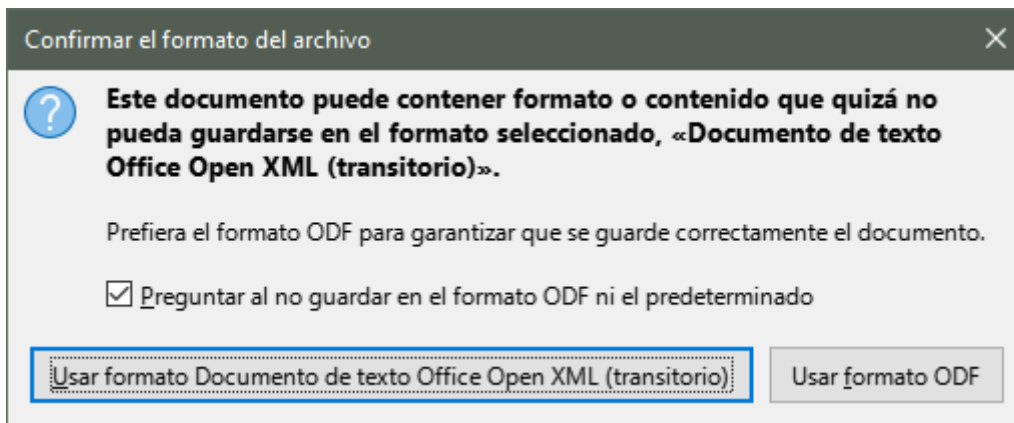 Confirmar el formato del archivo
Este documento puede contener formato o contenido que quizá no
pueda guardarse en el formato seleccionado, «Documento de texto
Office Open XML (transitorio)».
Prefiera el formato ODF para garantizar que se guarde correctamente el documento.
Preguntar al no guardar en el formato ODF ni el predeterminado
Usar formato Documento de texto Office Open XML (transitorio)
Usar formato ODF